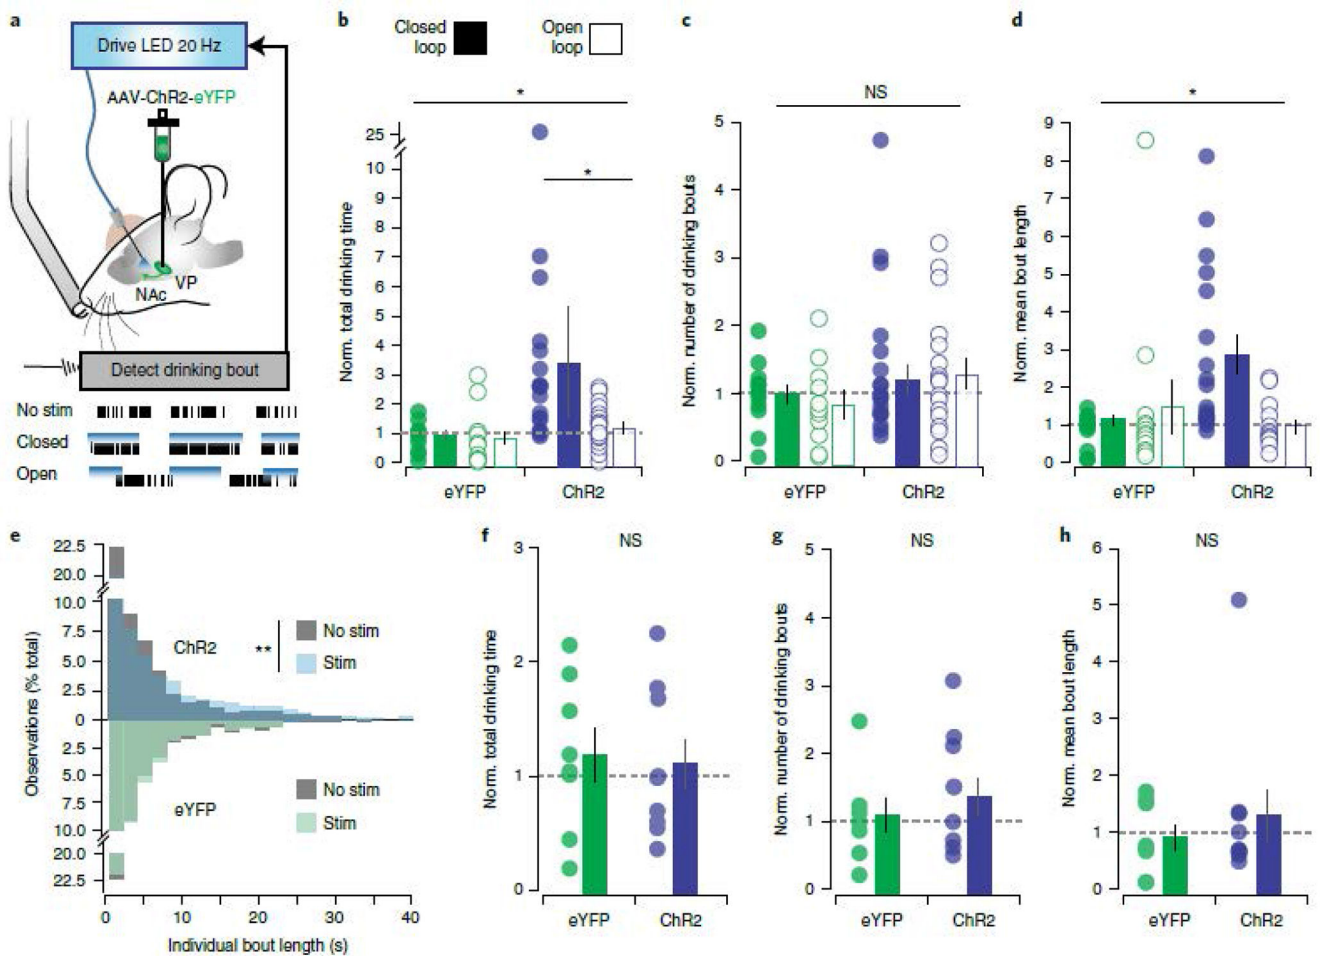 a
Drive LED 20 Hz
AAV-ChR2-eYFP
NAc
VP
Detect drinking bout
No stim
Closed
Open
b
Closed
loop
Open
loop
*
*
Norm. total drinking time
25
10
9
8
7
6
5
4
3
2
1
0
eYFP
ChR2
c
NS
Norm. number of drinking bouts
5
4
3
2
1
0
eYFP
ChR2
d
*
Norm. mean bout length
9
8
7
6
5
4
3
2
1
0
eYFP
ChR2
e
Observations (% total)
22.5
20.0
10.0
7.5
5.0
2.5
0
2.5
5.0
7.5
10.0
20.0
22.5
ChR2
**
No stim
Stim
eYFP
No stim
Stim
0
10
20
30
40
Individual bout length (s)
f
NS
Norm. total drinking time
3
2
1
0
eYFP
ChR2
g
NS
Norm. number of drinking bouts
5
4
3
2
1
0
eYFP
ChR2
h
NS
Norm. mean bout length
6
5
4
3
2
1
0
eYFP
ChR2